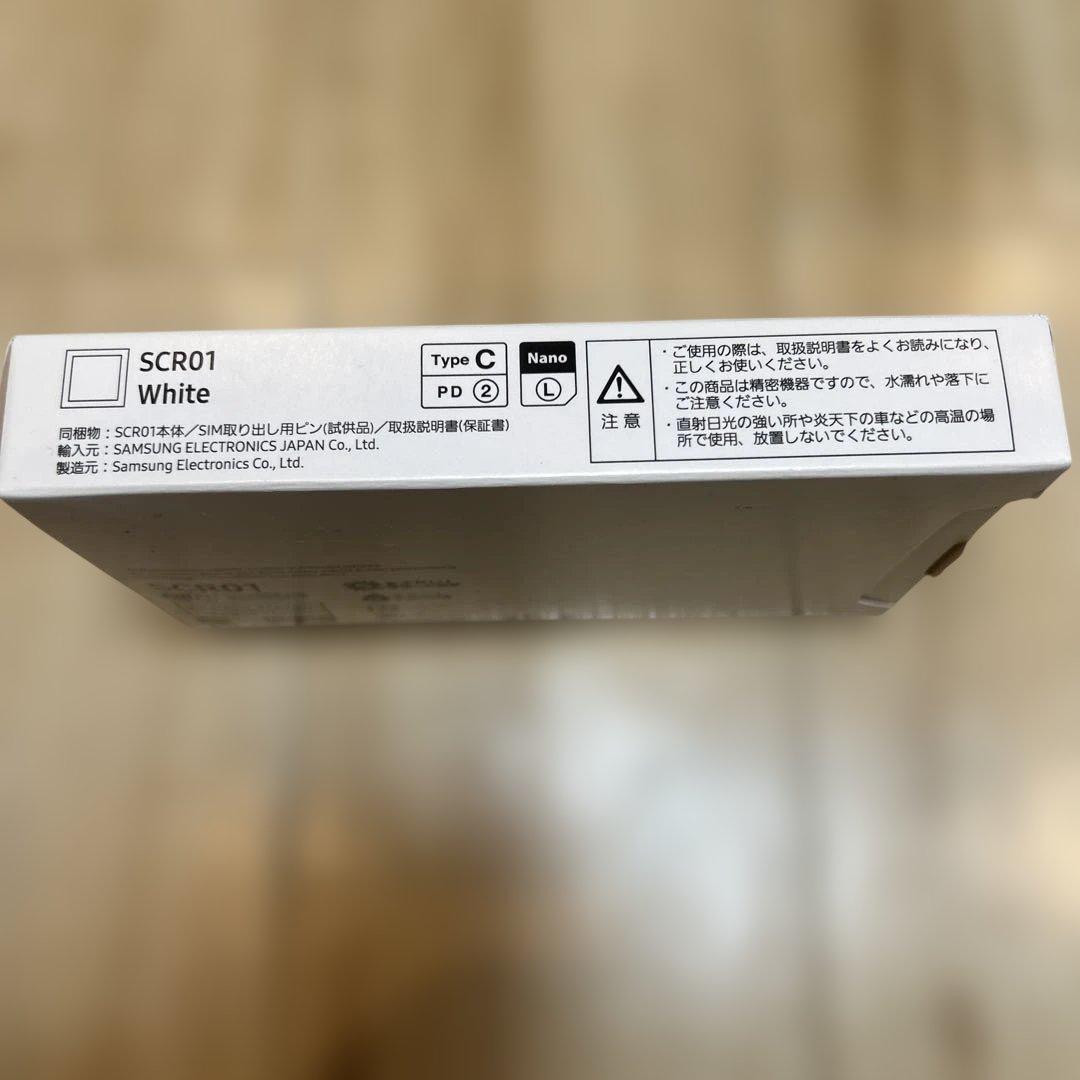 SCR01
White
Type C
PD ②
Nano
Ⓛ
同梱物：SCR01本体／SIM取り出し用ピン(試供品)／取扱説明書(保証書)
輸入元：SAMSUNG ELECTRONICS JAPAN Co., Ltd.
製造元：Samsung Electronics Co., Ltd.
注 意
・ご使用の際は、取扱説明書をよくお読みになり、
正しくお使いください。
・この商品は精密機器ですので、水濡れや落下に
ご注意ください。
・直射日光の強い所や炎天下の車などの高温の場
所で使用、放置しないでください。
SCR01